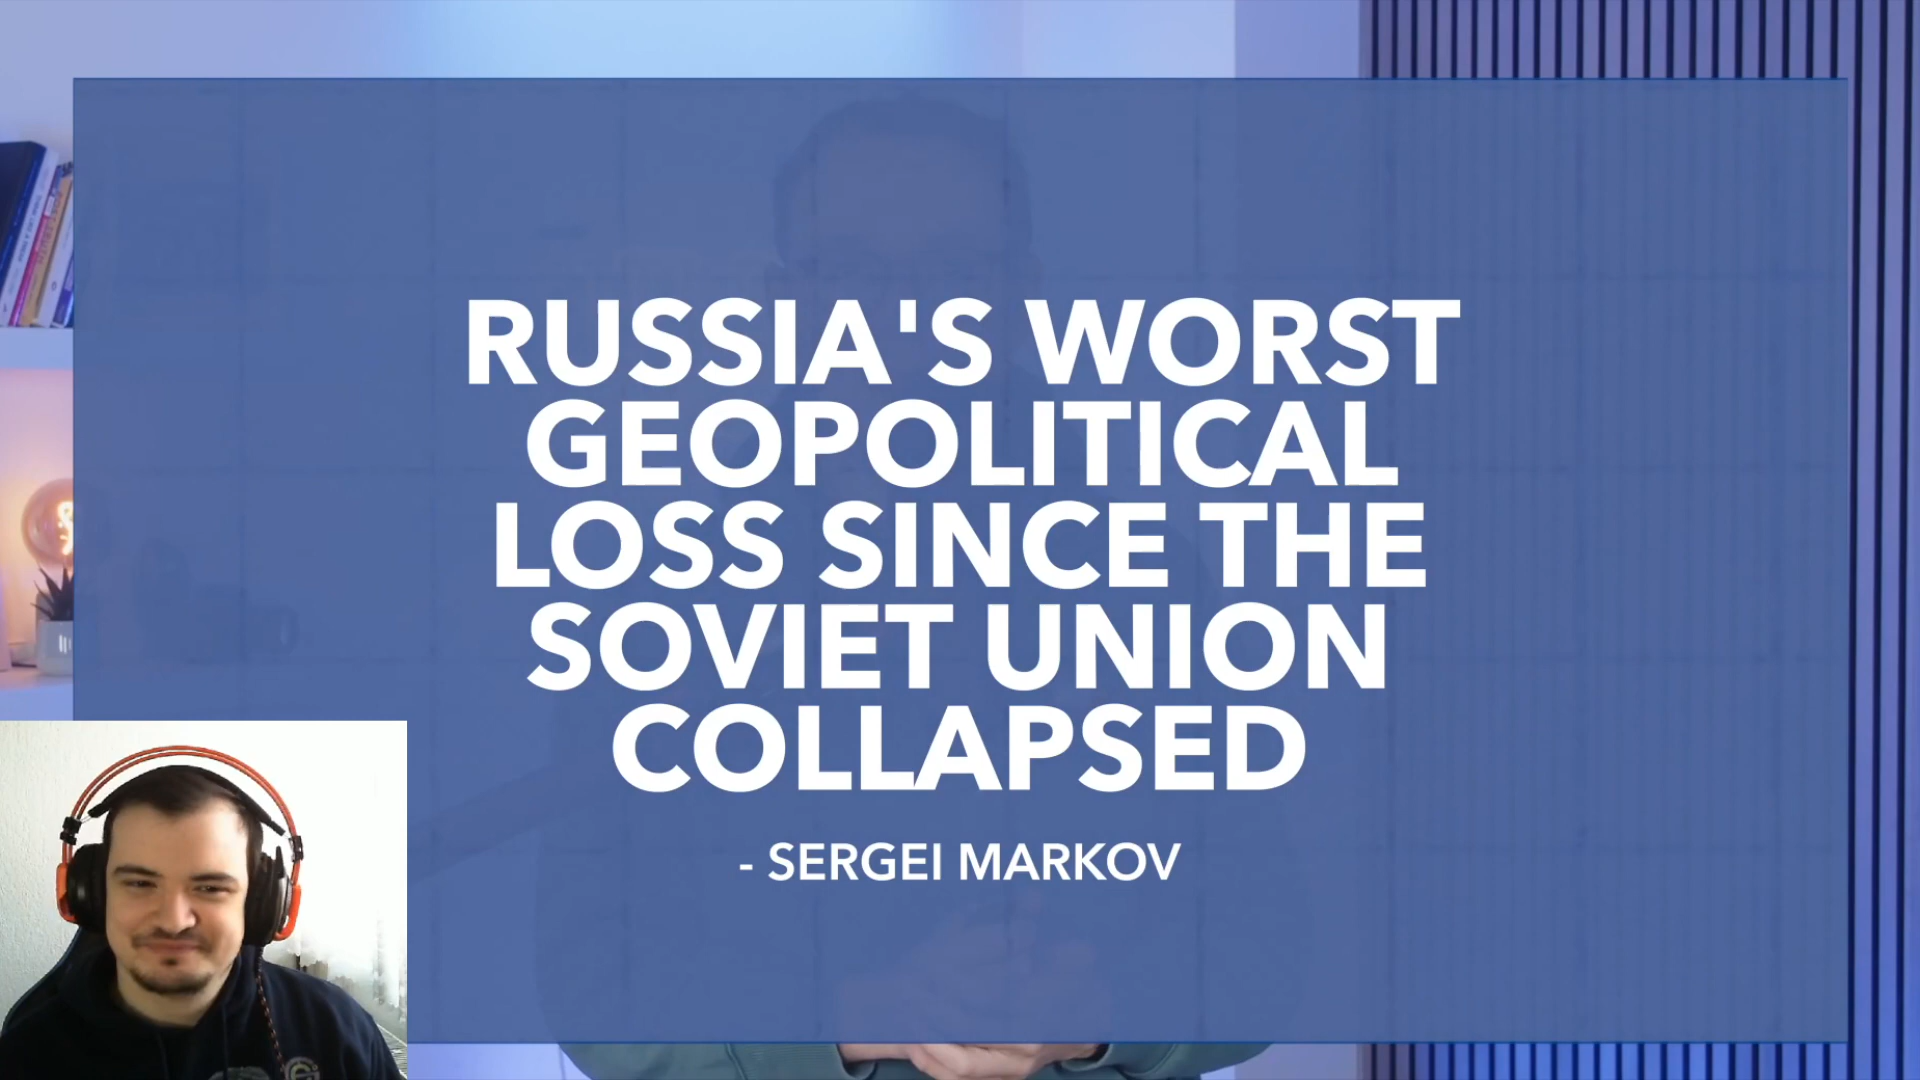 RUSSIA'S WORST
GEOPOLITICAL
LOSS SINCE THE
SOVIET UNION
COLLAPSED
- SERGEI MARKOV